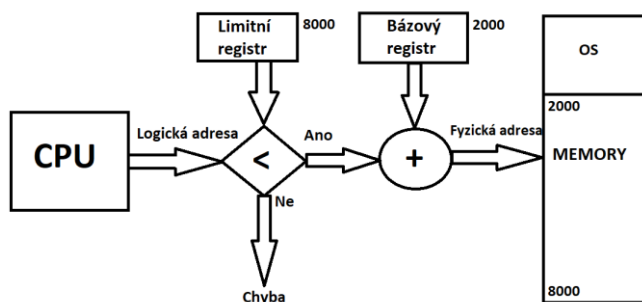 Limitní
registr
8000
Bázový
registr
2000
OS
2000
CPU
Logická adresa
<
Ano
+
Fyzická adresa
MEMORY
Ne
Chyba
8000